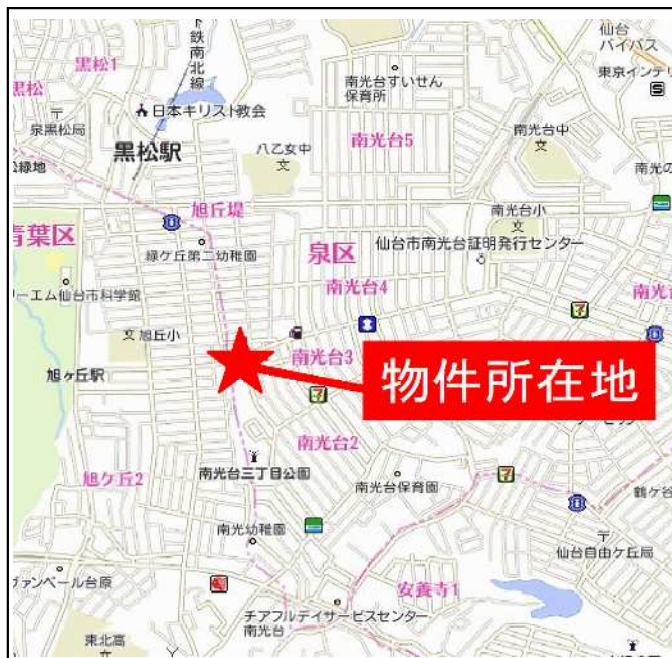 鉄南北線
仙台
バイパス
黒松1
東京インテリ
南光台すいせん
保育所
黒松
日本キリスト教会
泉黒松局
南光台中
文
黒松駅
八乙女中
文
南光台5
公緑地
南光の
旭丘堤
南光台小
文
青葉区
緑ケ丘第二幼稚園
泉区
仙台市南光台証明発行センター
ーエム仙台市科学館
南光台4
南光
文 旭丘小
南光台3
旭ヶ丘駅
物件所在地
南光台2
旭ケ丘2
南光台三丁目公園
南光台保育園
鶴ケ谷
南光幼稚園
仙台自由ケ丘局
ヴァンベール台原
安養寺1
チアフルデイサービスセンター
南光台
東北高
文